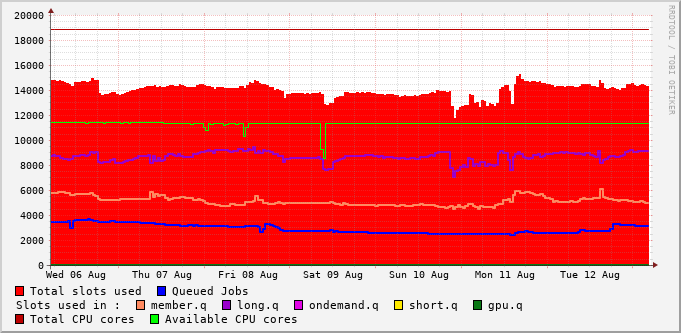 20000
18000
16000
14000
12000
10000
8000
6000
4000
2000
0
Wed 06 Aug Thu 07 Aug Fri 08 Aug Sat 09 Aug Sun 10 Aug Mon 11 Aug Tue 12 Aug
Total slots used Queued Jobs
Slots used in : member.q long.q ondemand.q short.q gpu.q
Total CPU cores Available CPU cores
RRDTOOL / TOBI OETIKER